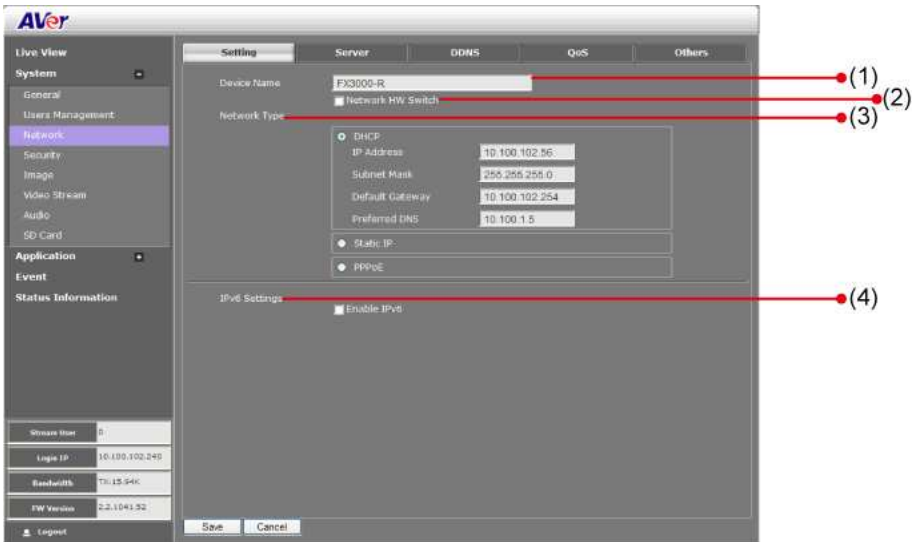 AVer
Live View
System
General
Users Management
Network
Security
Image
Video Stream
Audio
SD Card
Application
Event
Status Information
Stream User 0
Login IP 10.100.102.240
Bandwidth TX:15.94K
FW Version 2.2.1041.52
Logout
Setting Server DDNS QoS Others
Device Name FX3000-R (1)
Network HW Switch (2)
Network Type (3)
DHCP
IP Address 10.100.102.56
Subnet Mask 255.255.255.0
Default Gateway 10.100.102.254
Preferred DNS 10.100.1.5
Static IP
PPPoE
IPv6 Settings (4)
Enable IPv6
Save Cancel